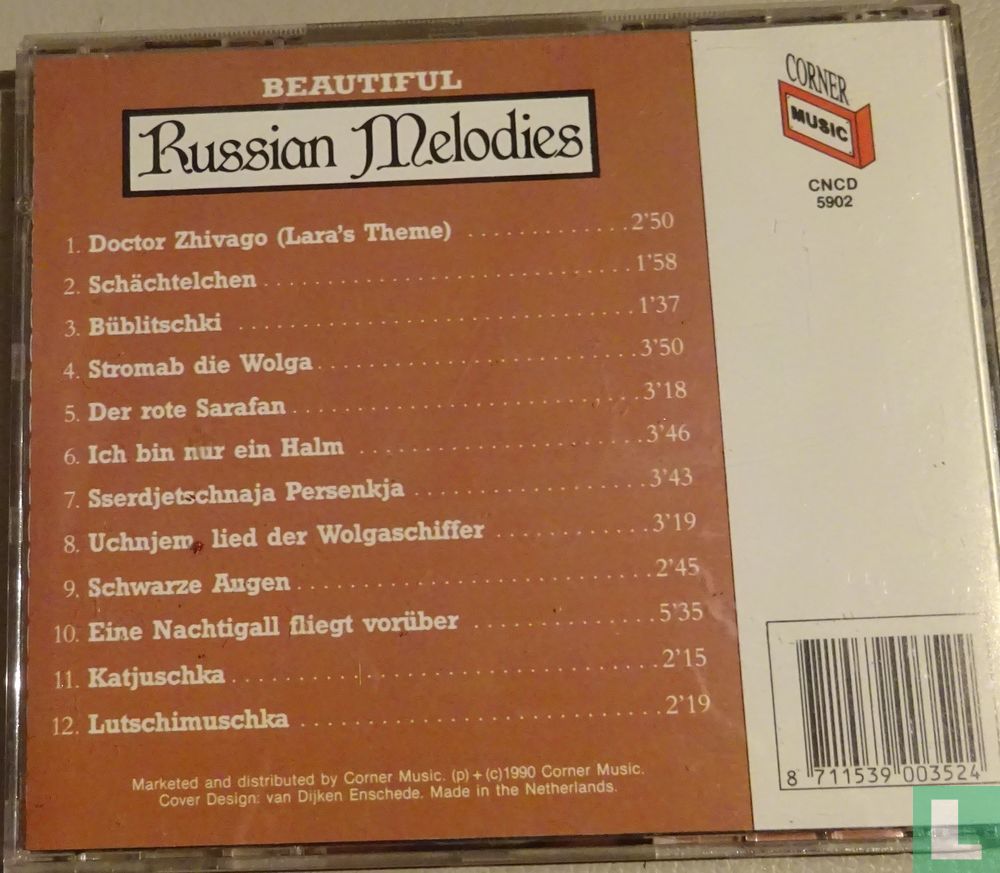 BEAUTIFUL
Russian Melodies
1. Doctor Zhivago (Lara's Theme) .............2'50
2. Schächtelchen..............................1'58
3. Büblitschki ...............................1'37
4. Stromab die Wolga..........................3'50
5. Der rote Sarafan...........................3'18
6. Ich bin nur ein Halm ......................3'46
7. Sserdjetschnaja Persenkja..................3'43
8. Uchnjem, lied der Wolgaschiffer ............3'19
9. Schwarze Augen.............................2'45
10. Eine Nachtigall fliegt vorüber ..............5'35
11. Katjuschka.................................2'15
12. Lutschimuschka............................2'19
Marketed and distributed by Corner Music. (p) + (c)1990 Corner Music.
Cover Design: van Dijken Enschede. Made in the Netherlands.
CORNER
MUSIC
CNCD
5902
8 711539 003524
L